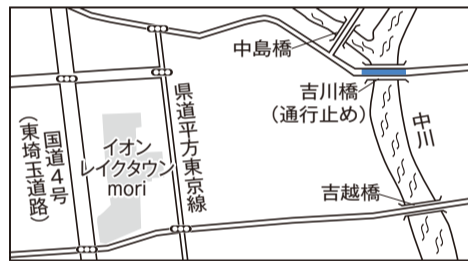 中島橋
吉川橋
（通行止め）
中川
県道平方東京線
国道4号
（東埼玉道路）
イオン
レイクタウン
mori
吉越橋